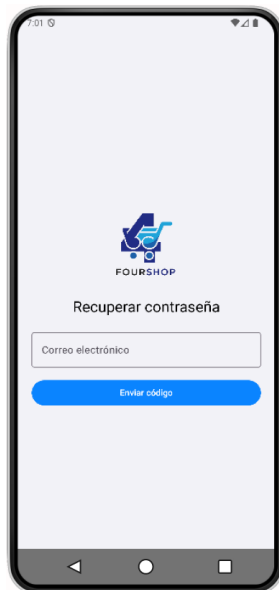 7:01
FOURSHOP
Recuperar contraseña
Correo electrónico
Enviar código